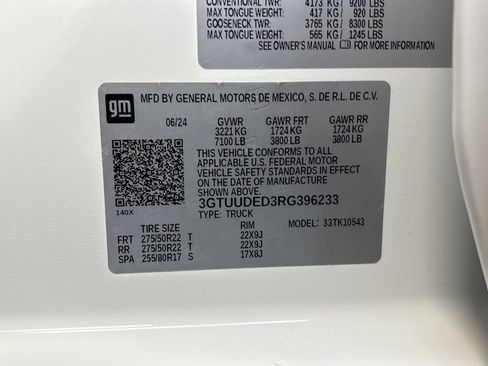 CONVENTIONAL TWR: 4173 KG / 9200 LBS
MAX TONGUE WEIGHT: 417 KG / 920 LBS
GOOSENECK TWR: 3765 KG / 8300 LBS
MAX TONGUE WEIGHT: 565 KG / 1245 LBS
SEE OWNER'S MANUAL FOR MORE INFORMATION
gm
MFD BY GENERAL MOTORS DE MEXICO, S. DE R.L. DE C.V.
06/24 GVWR GAWR FRT GAWR RR
3221 KG 1724 KG 1724 KG
7100 LB 3800 LB 3800 LB
THIS VEHICLE CONFORMS TO ALL
APPLICABLE U.S. FEDERAL MOTOR
VEHICLE SAFETY STANDARDS IN EFFECT
ON THE DATE OF MANUFACTURE
SHOWN ABOVE.
3GTUUDED3RG396233
140X TYPE: TRUCK
MODEL: 33TK10543
TIRE SIZE RIM
FRT 275/50R22 T 22X9J
RR 275/50R22 T 22X9J
SPA 255/80R17 S 17X8J